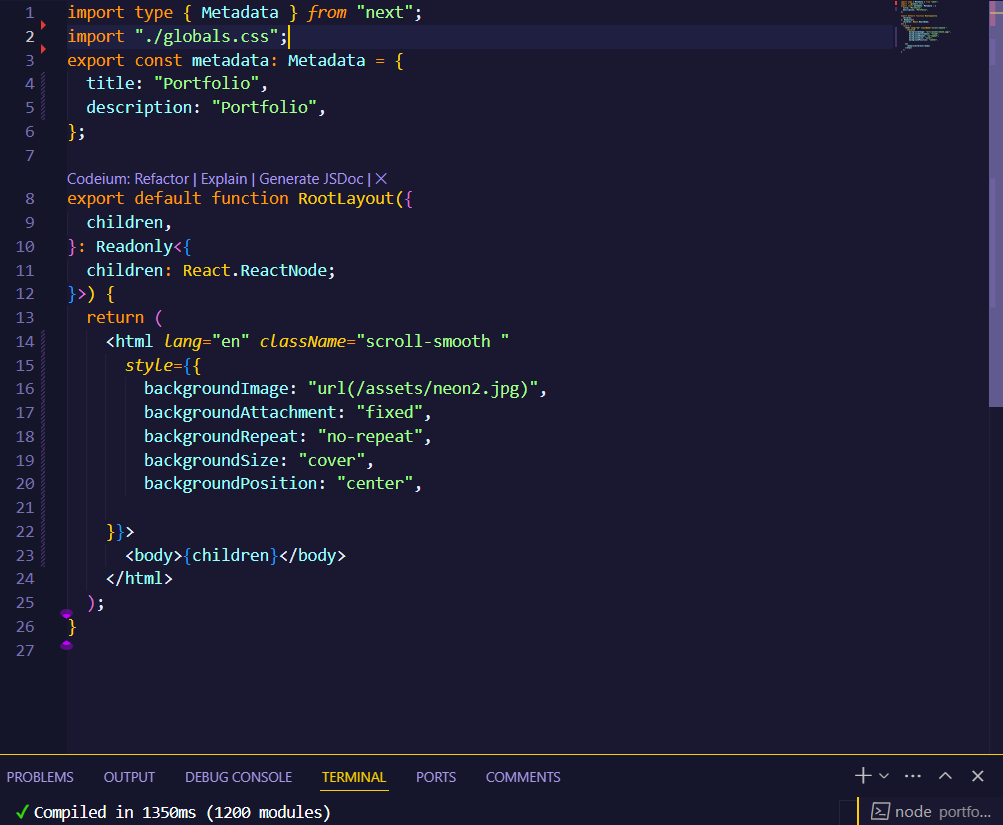 1 import type { Metadata } from "next";
2 import "./globals.css";
3 export const metadata: Metadata = {
4 title: "Portfolio",
5 description: "Portfolio",
6 };
7
Codeium: Refactor | Explain | Generate JSDoc | X
8 export default function RootLayout({
9 children,
10 }: Readonly<{
11 children: React.ReactNode;
12 }>) {
13 return (
14 <html lang="en" className="scroll-smooth "
15 style={{
16 backgroundImage: "url(/assets/neon2.jpg)",
17 backgroundAttachment: "fixed",
18 backgroundRepeat: "no-repeat",
19 backgroundSize: "cover",
20 backgroundPosition: "center",
21
22 }}>
23 <body>{children}</body>
24 </html>
25 );
26 }
27
PROBLEMS OUTPUT DEBUG CONSOLE TERMINAL PORTS COMMENTS
✓ Compiled in 1350ms (1200 modules)
node portfo...